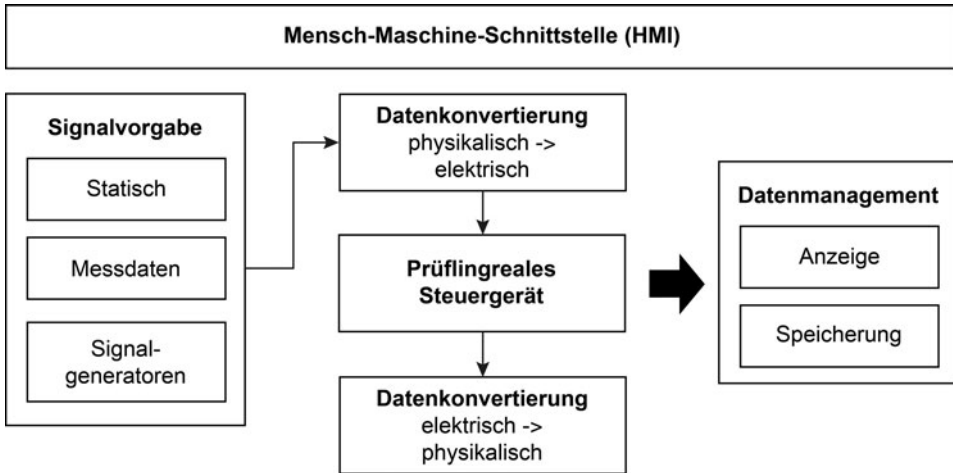 Mensch-Maschine-Schnittstelle (HMI)
Signalvorgabe
Statisch
Messdaten
Signal-
generatoren
Datenkonvertierung
physikalisch ->
elektrisch
Prüflingreales
Steuergerät
Datenkonvertierung
elektrisch ->
physikalisch
Datenmanagement
Anzeige
Speicherung